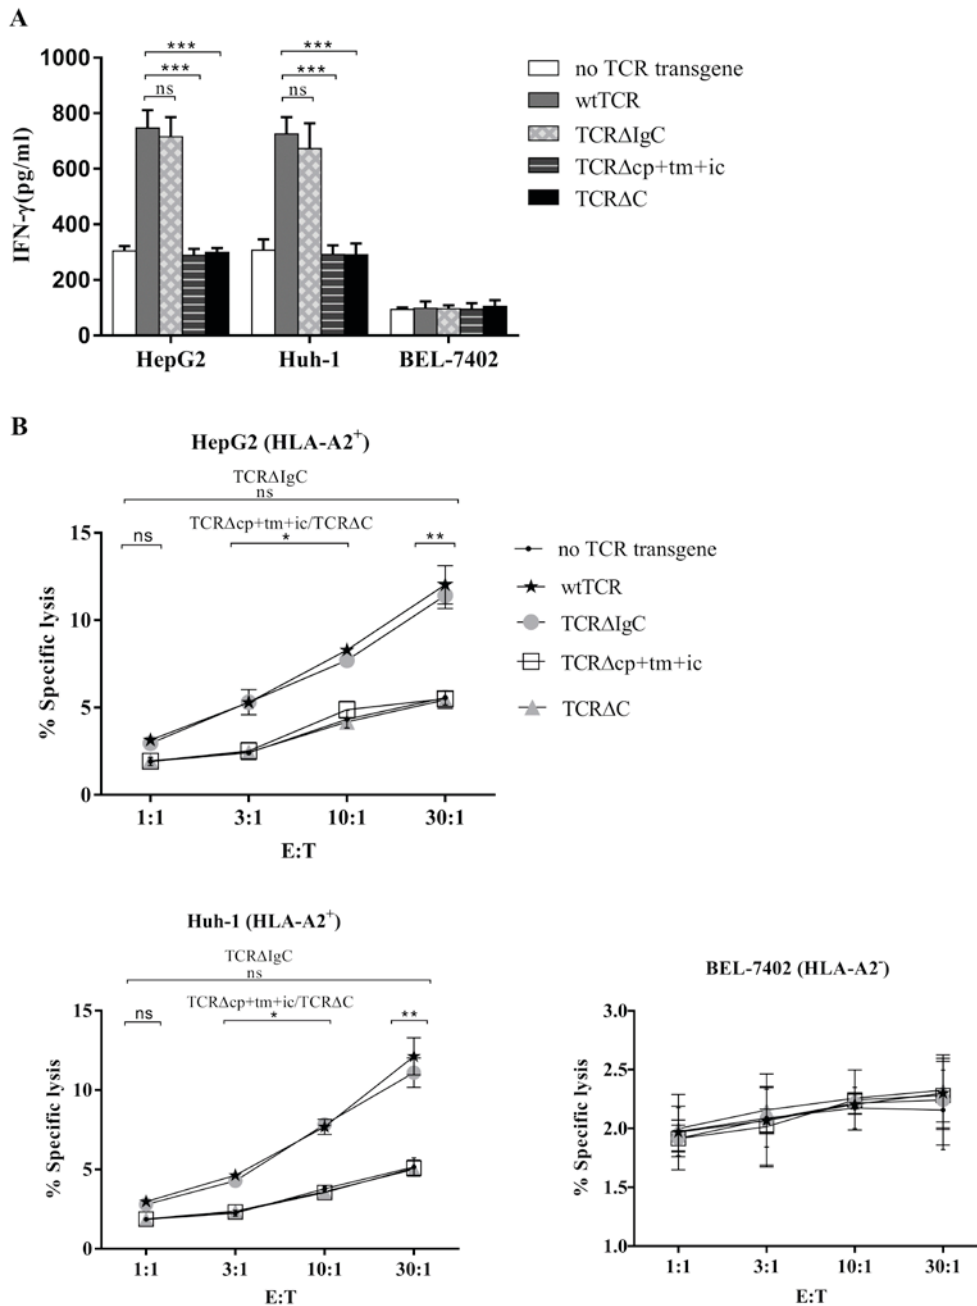 A
1000
800
600
400
200
0
IFN-γ(pg/ml)
***
***
ns
***
***
ns
HepG2
Huh-1
BEL-7402
no TCR transgene
wtTCR
TCRΔIgC
TCRΔcp+tm+ic
TCRΔC
B
HepG2 (HLA-A2⁺)
TCRΔIgC
ns
TCRΔcp+tm+ic/TCRΔC
ns
*
**
15
10
5
0
% Specific lysis
1:1
3:1
10:1
30:1
E:T
no TCR transgene
wtTCR
TCRΔIgC
TCRΔcp+tm+ic
TCRΔC
Huh-1 (HLA-A2⁺)
TCRΔIgC
ns
TCRΔcp+tm+ic/TCRΔC
ns
*
**
15
10
5
0
% Specific lysis
1:1
3:1
10:1
30:1
E:T
BEL-7402 (HLA-A2⁻)
3.0
2.5
2.0
1.5
1.0
% Specific lysis
1:1
3:1
10:1
30:1
E:T